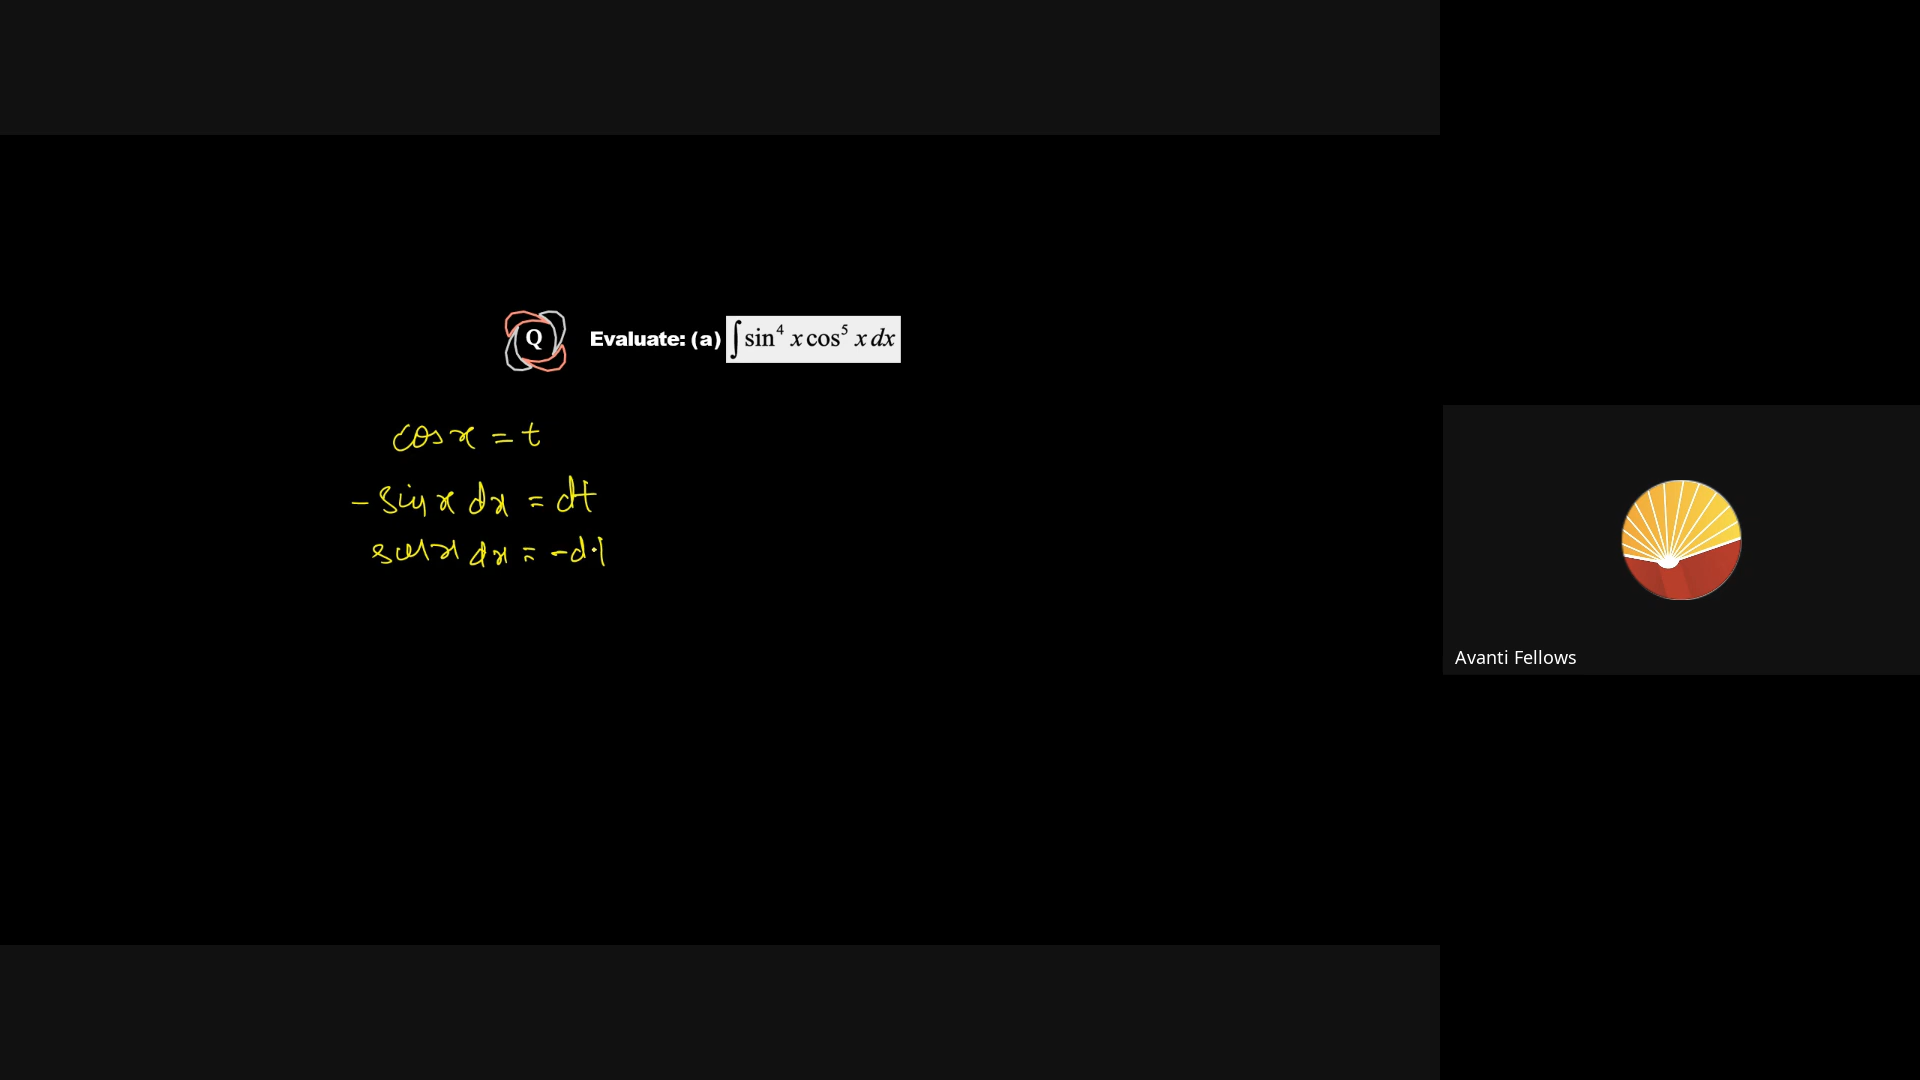 Q Evaluate: (a) ∫sin⁴ x cos⁵ x dx
cos x = t
- sin x dx = dt
sin x dx = -dt
Avanti Fellows